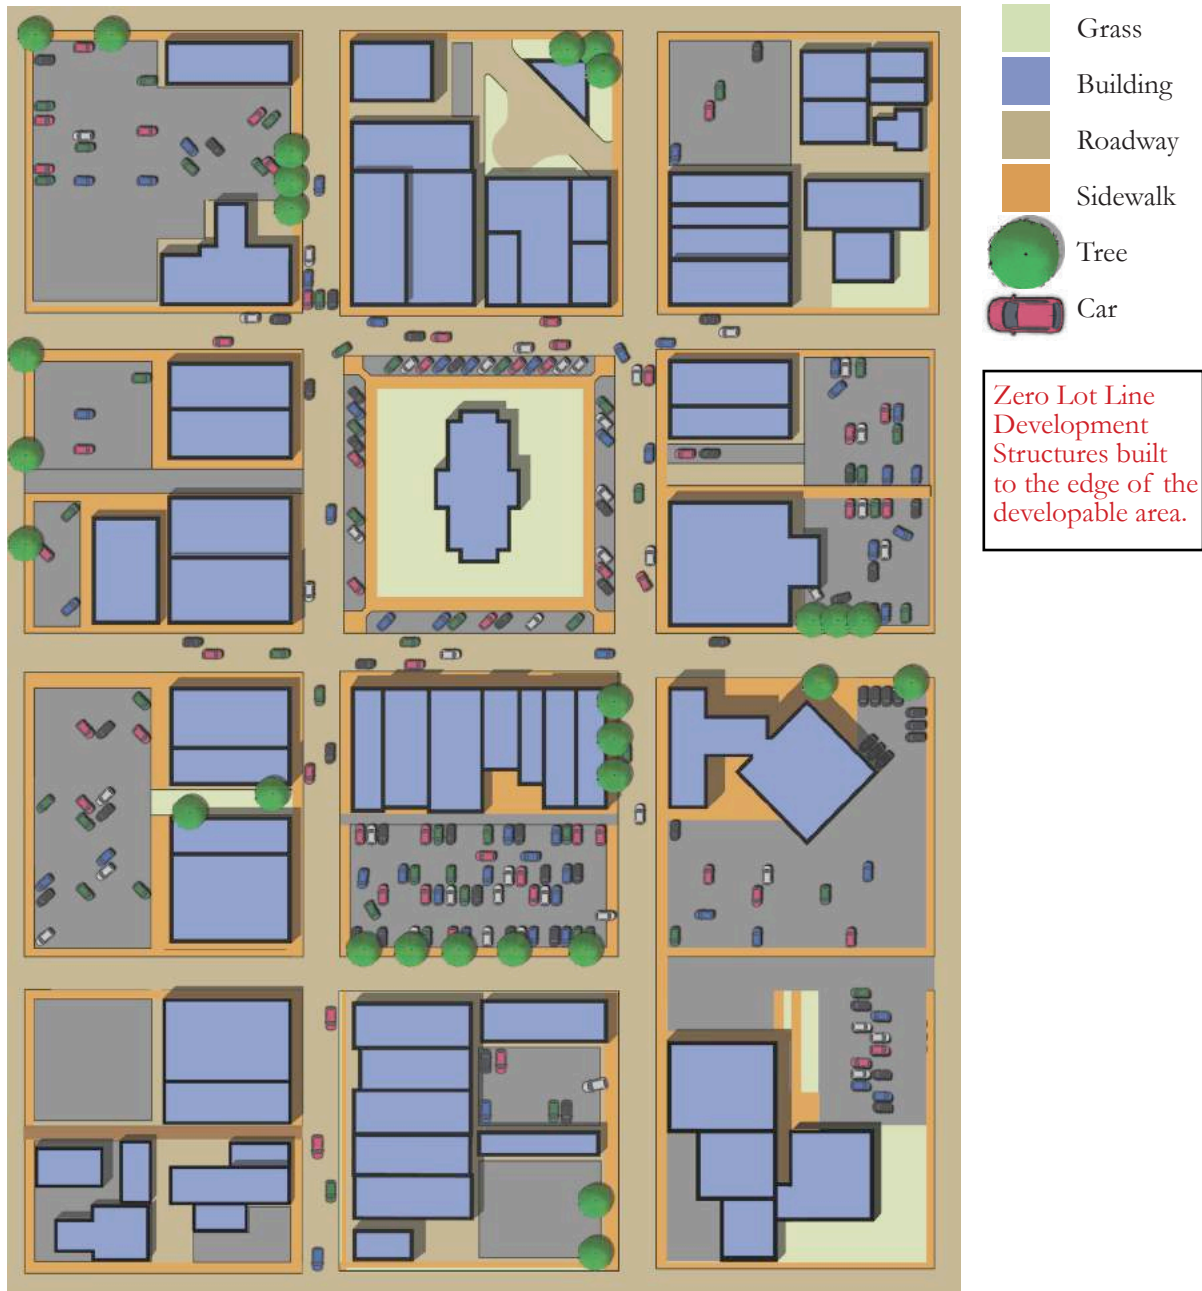 Grass
Building
Roadway
Sidewalk
Tree
Car
Zero Lot Line
Development
Structures built
to the edge of the
developable area.